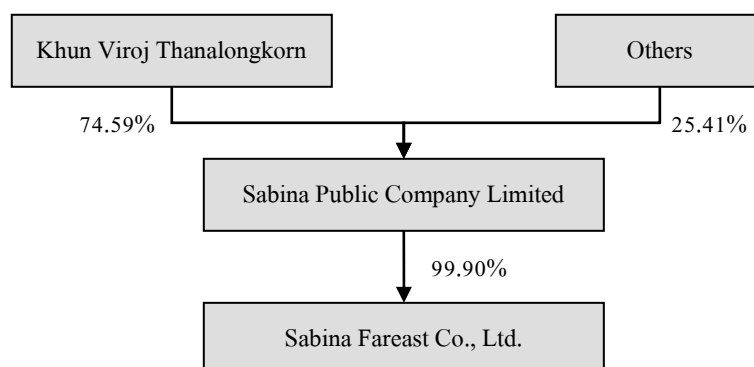 Khun Viroj Thanalongkorn
Others
74.59%
25.41%
Sabina Public Company Limited
99.90%
Sabina Fareast Co., Ltd.